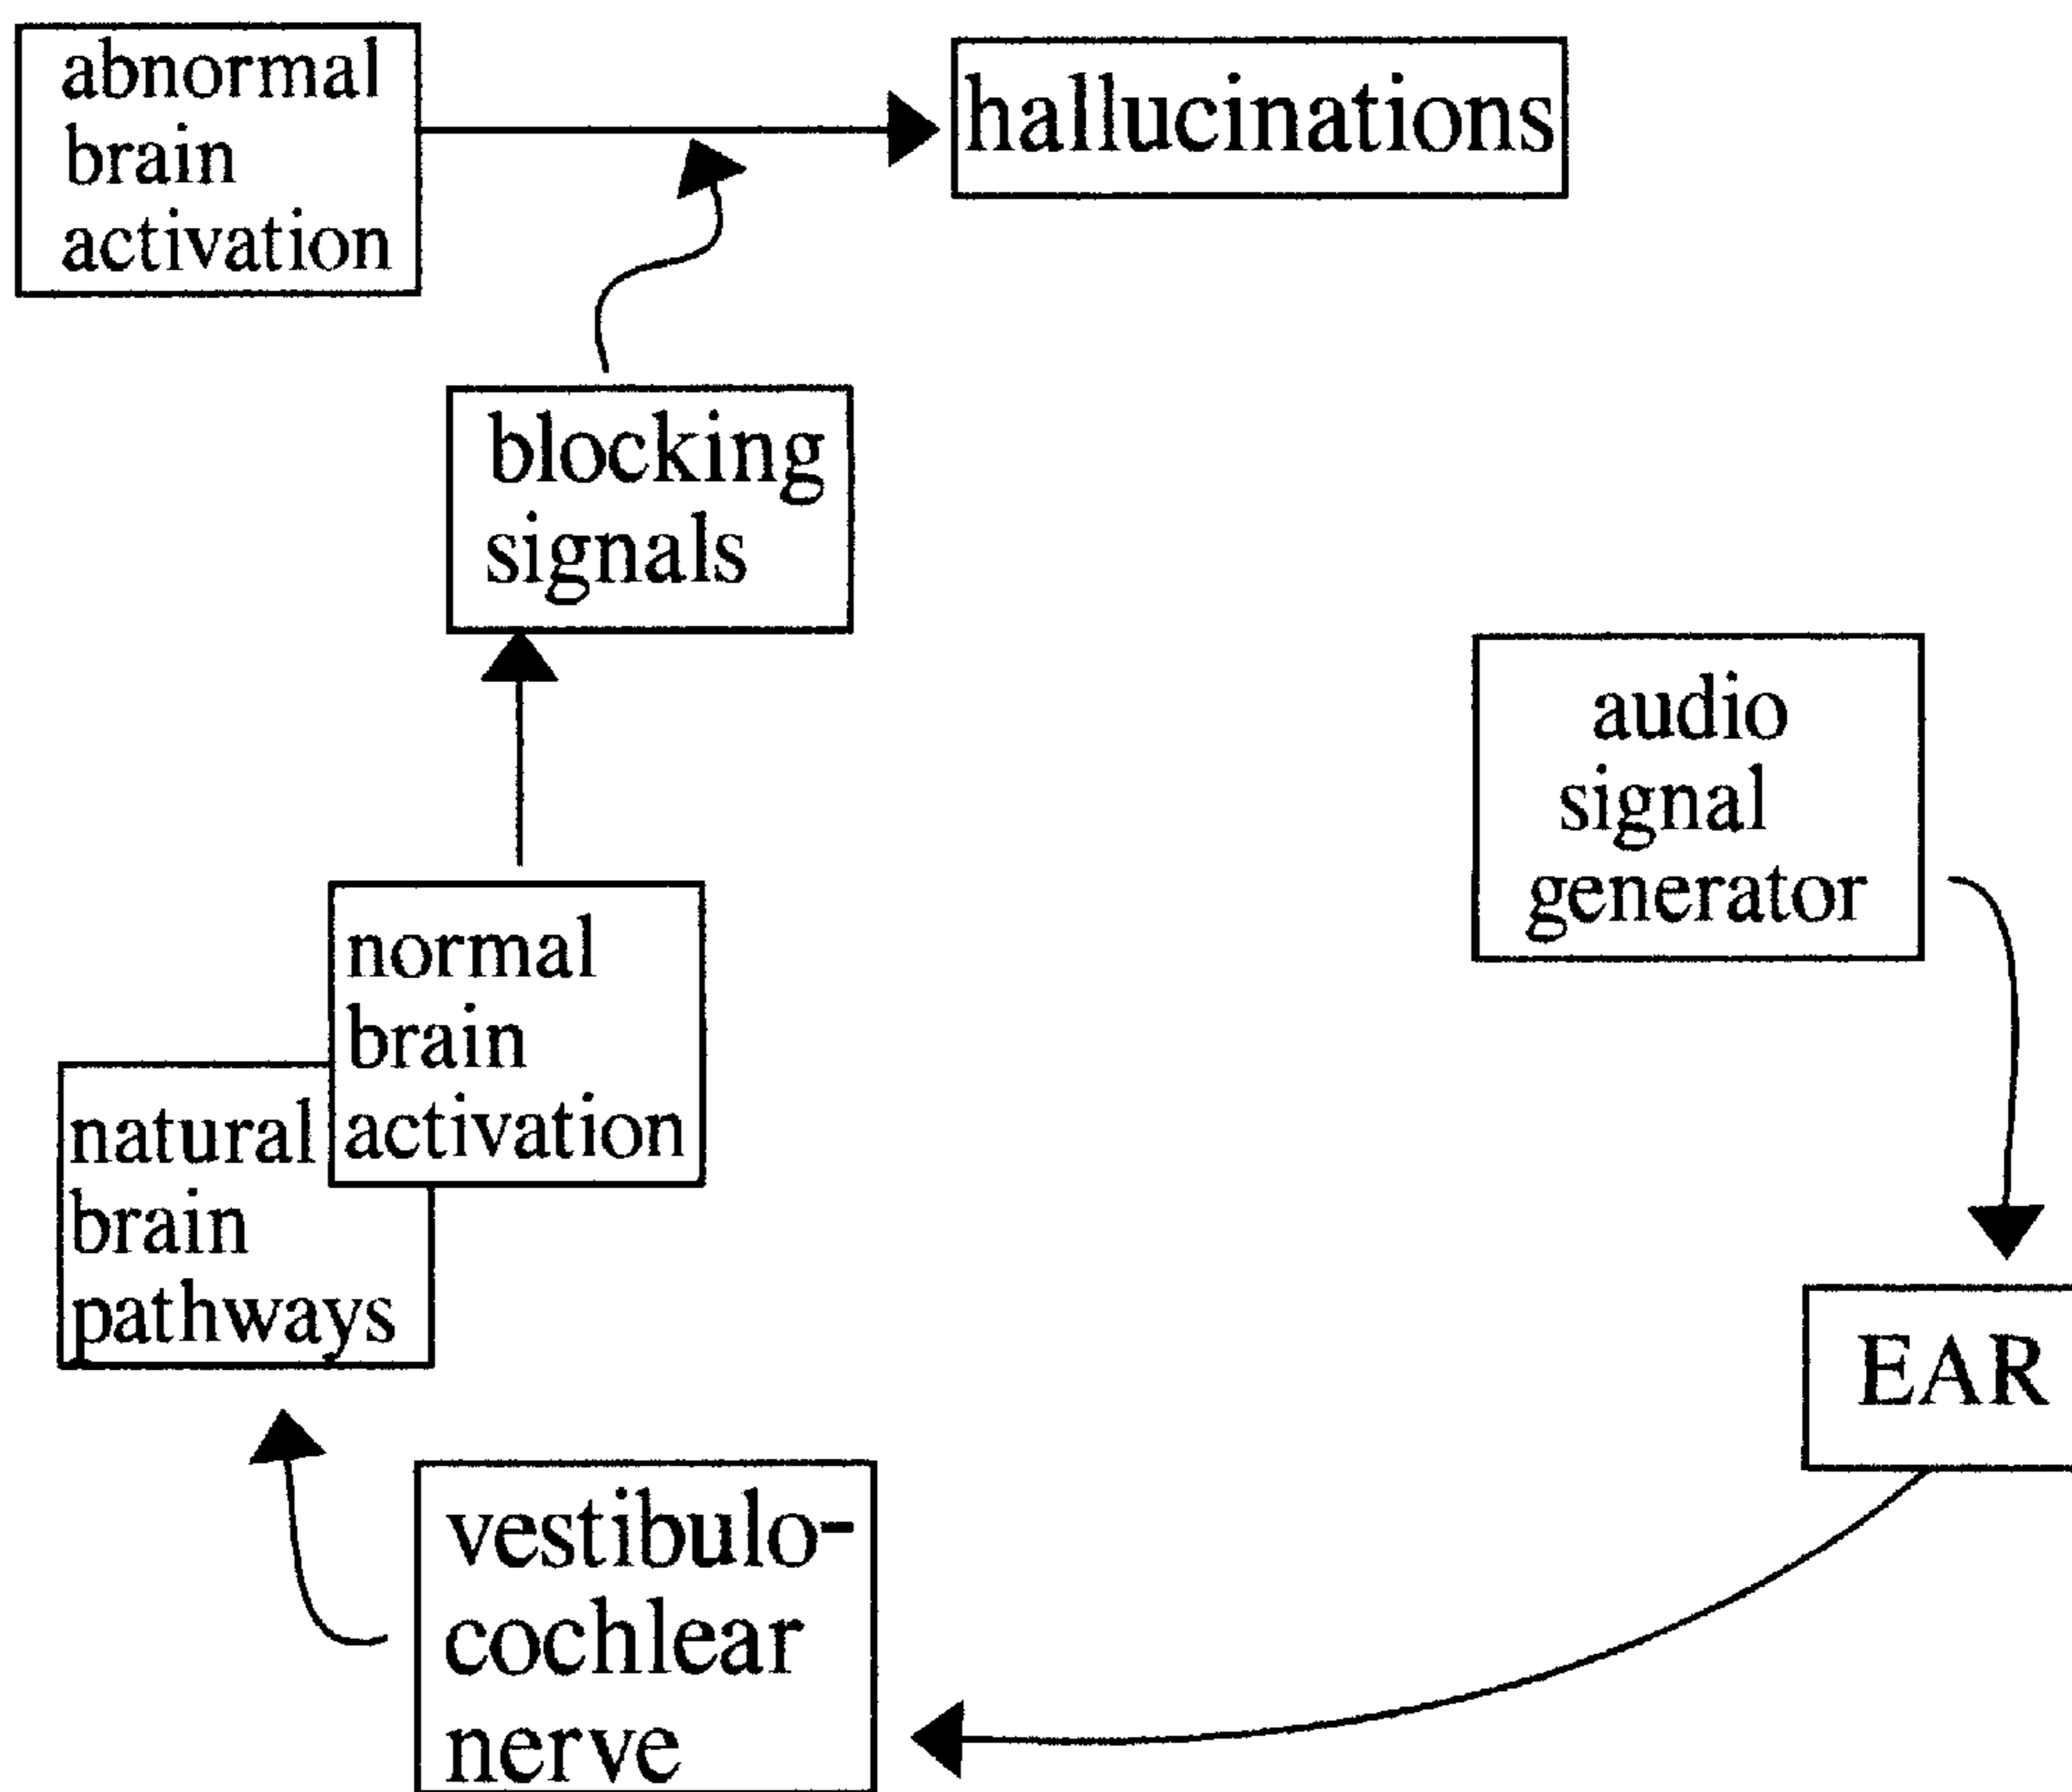 abnormal
brain
activation
hallucinations
blocking
signals
audio
signal
generator
normal
brain
activation
natural
brain
pathways
EAR
vestibulo-
cochlear
nerve